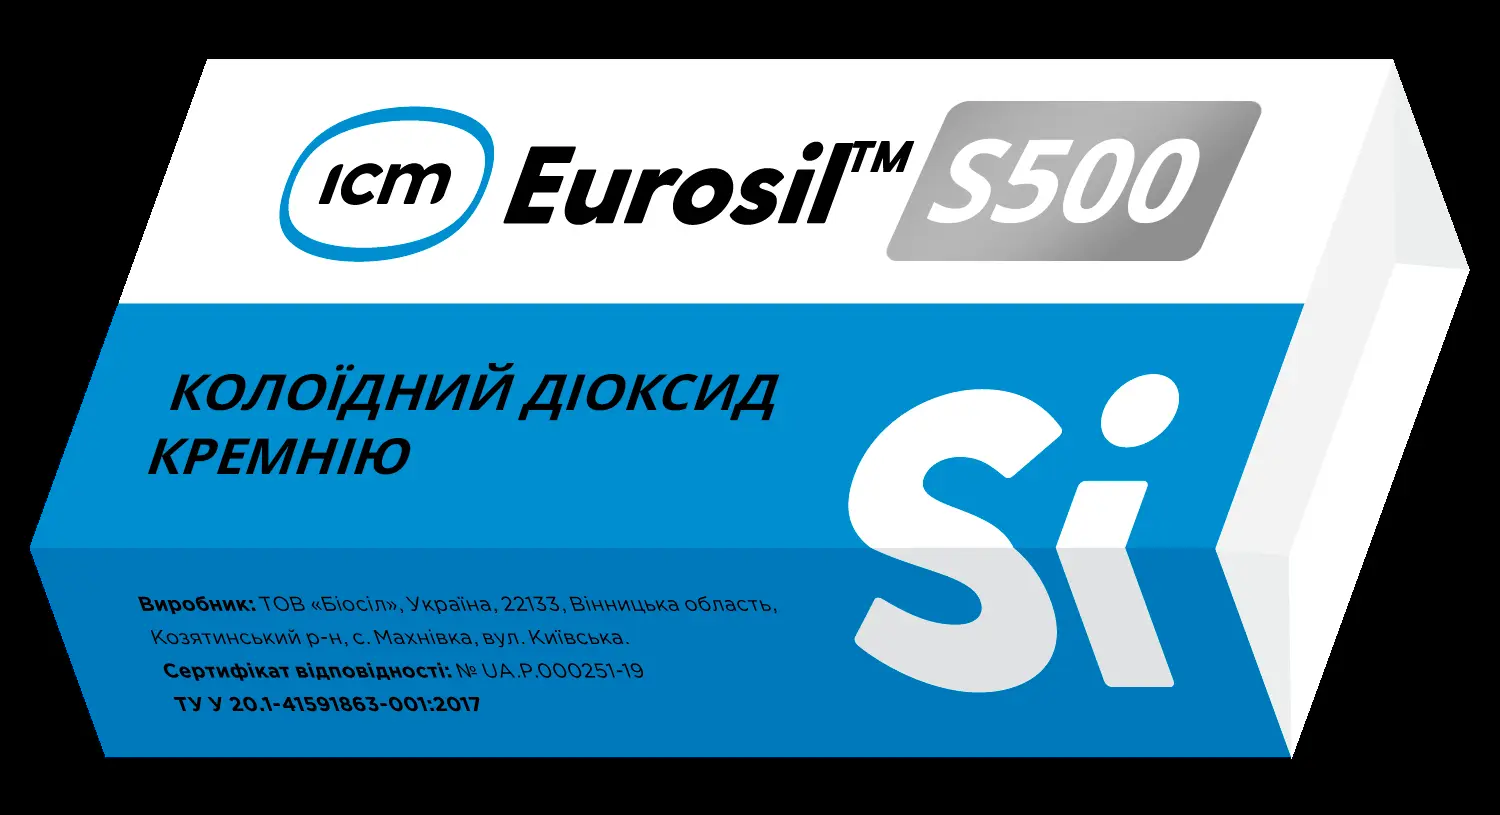 ıcm Eurosil™ S500
КОЛОЇДНИЙ ДІОКСИД
КРЕМНІЮ
Si
Виробник: ТОВ «Біосіл», Україна, 22133, Вінницька область,
Козятинський р-н, с. Махнівка, вул. Київська.
Сертифікат відповідності: № UA.P.000251-19
ТУ У 20.1-41591863-001:2017